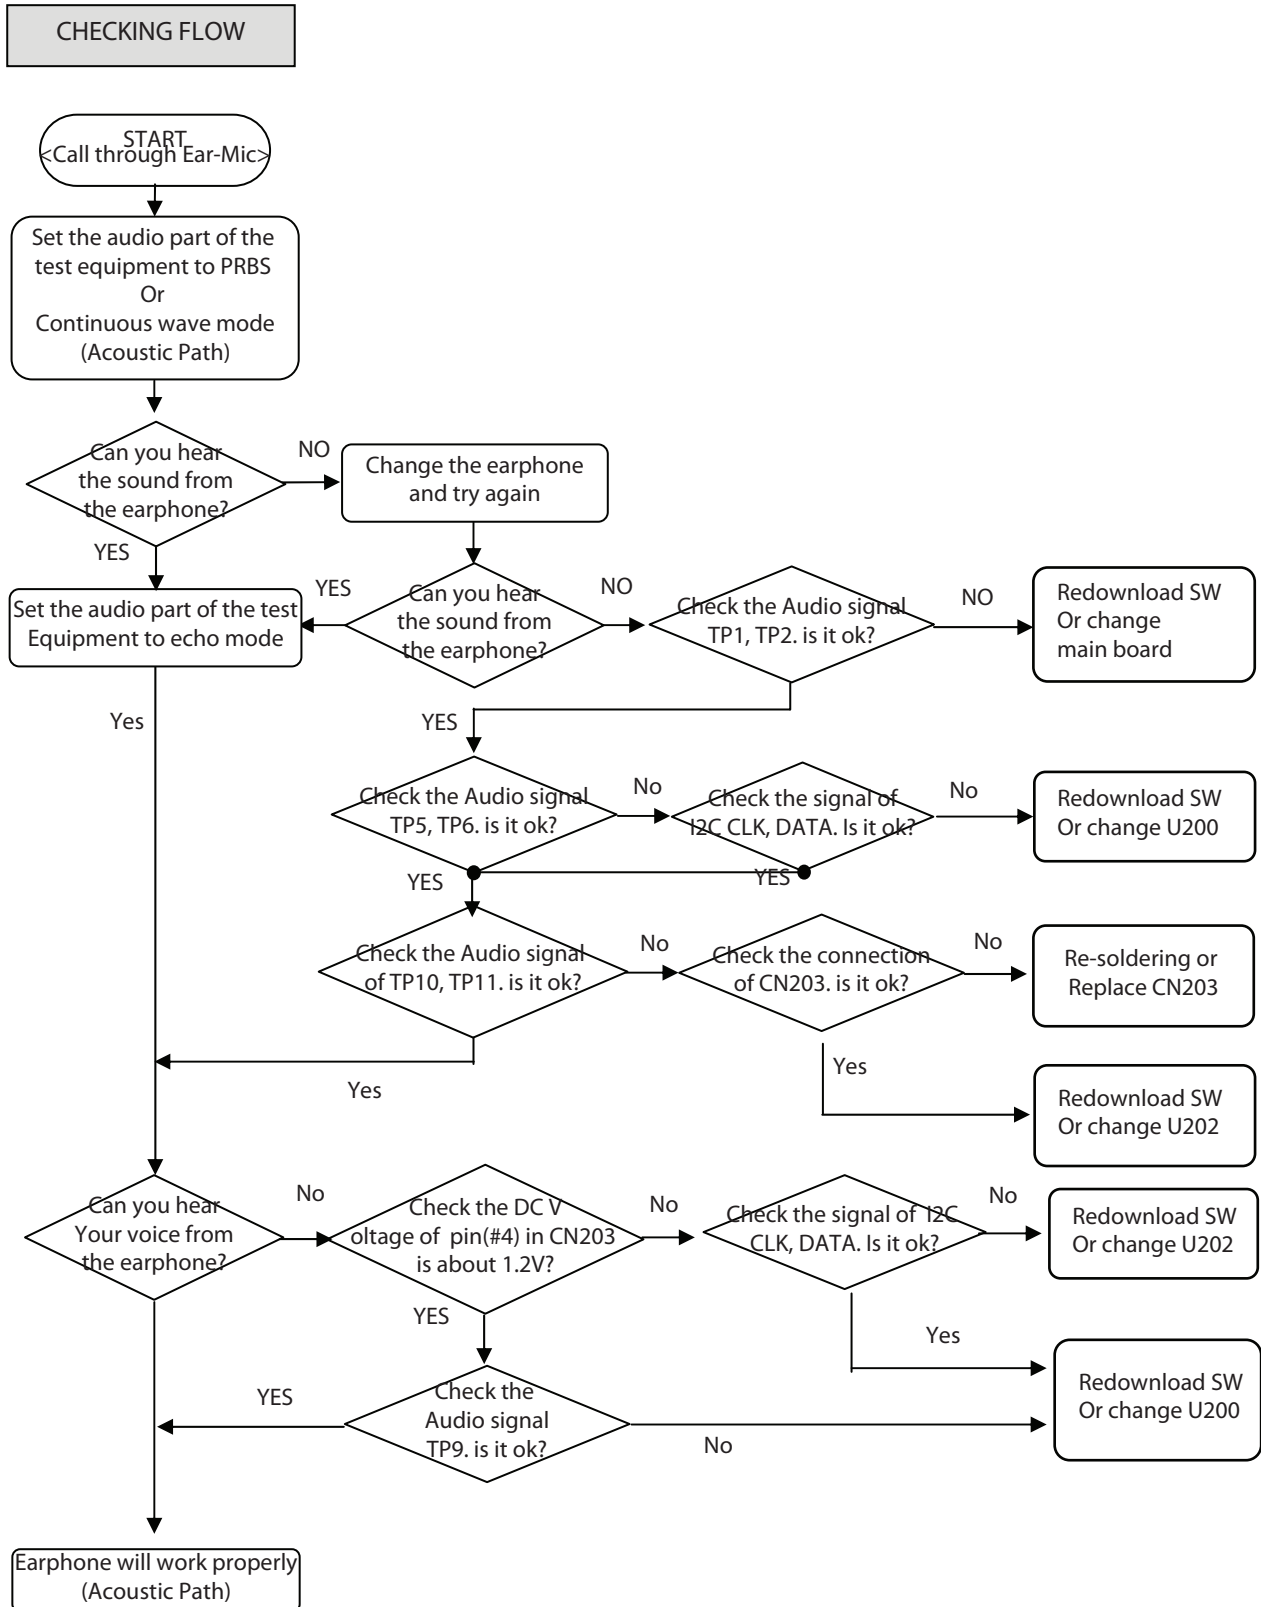 CHECKING FLOW
START
<Call through Ear-Mic>
Set the audio part of the
test equipment to PRBS
Or
Continuous wave mode
(Acoustic Path)
Can you hear
the sound from
the earphone?
NO
Change the earphone
and try again
YES
Set the audio part of the test
Equipment to echo mode
YES
Can you hear
the sound from
the earphone?
NO
Check the Audio signal
TP1, TP2. is it ok?
NO
Redownload SW
Or change
main board
Yes
YES
Check the Audio signal
TP5, TP6. is it ok?
No
Check the signal of
I2C CLK, DATA. Is it ok?
No
Redownload SW
Or change U200
YES
YES
Check the Audio signal
of TP10, TP11. is it ok?
No
Check the connection
of CN203. is it ok?
No
Re-soldering or
Replace CN203
Yes
Yes
Redownload SW
Or change U202
Can you hear
Your voice from
the earphone?
No
Check the DC V
oltage of pin(#4) in CN203
is about 1.2V?
No
Check the signal of I2C
CLK, DATA. Is it ok?
No
Redownload SW
Or change U202
YES
Yes
YES
Check the
Audio signal
TP9. is it ok?
No
Redownload SW
Or change U200
Earphone will work properly
(Acoustic Path)